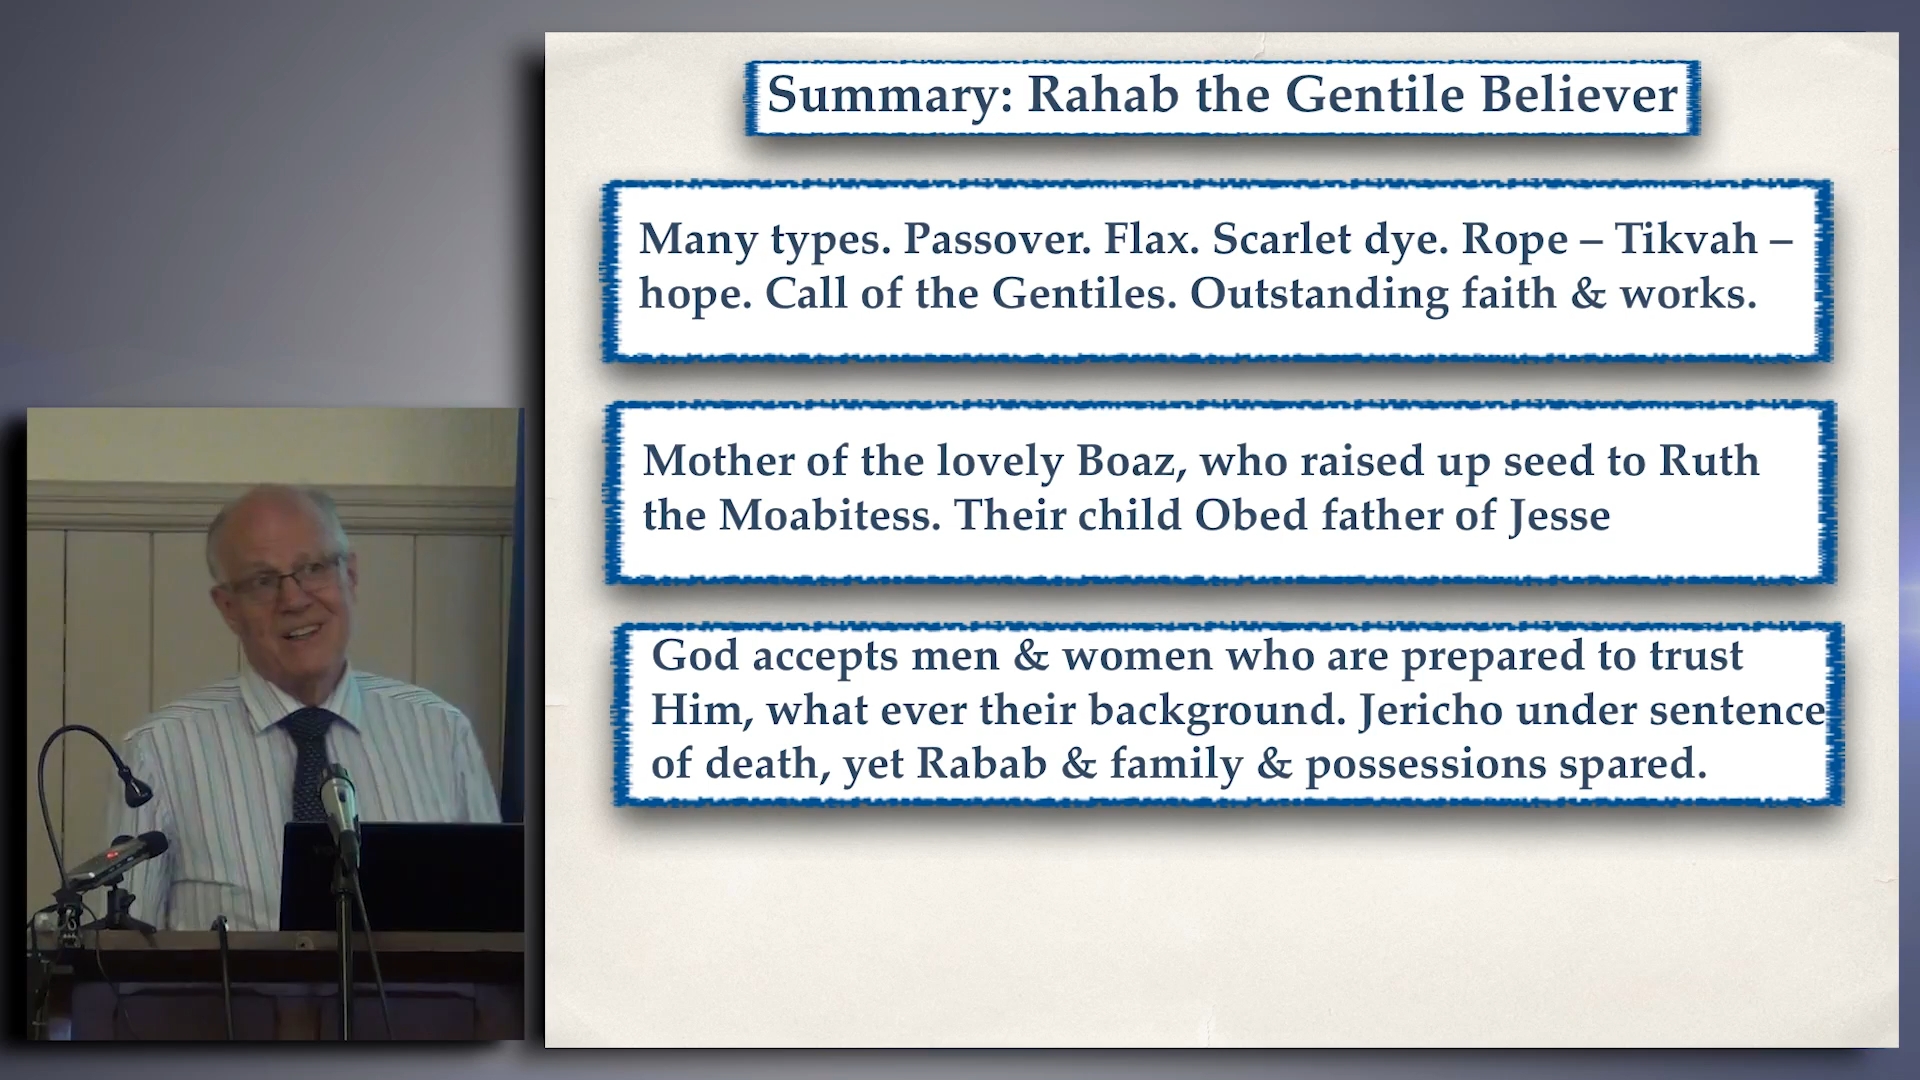 Summary: Rahab the Gentile Believer
Many types. Passover. Flax. Scarlet dye. Rope – Tikvah –
hope. Call of the Gentiles. Outstanding faith & works.
Mother of the lovely Boaz, who raised up seed to Ruth
the Moabitess. Their child Obed father of Jesse
God accepts men & women who are prepared to trust
Him, what ever their background. Jericho under sentence
of death, yet Rabab & family & possessions spared.